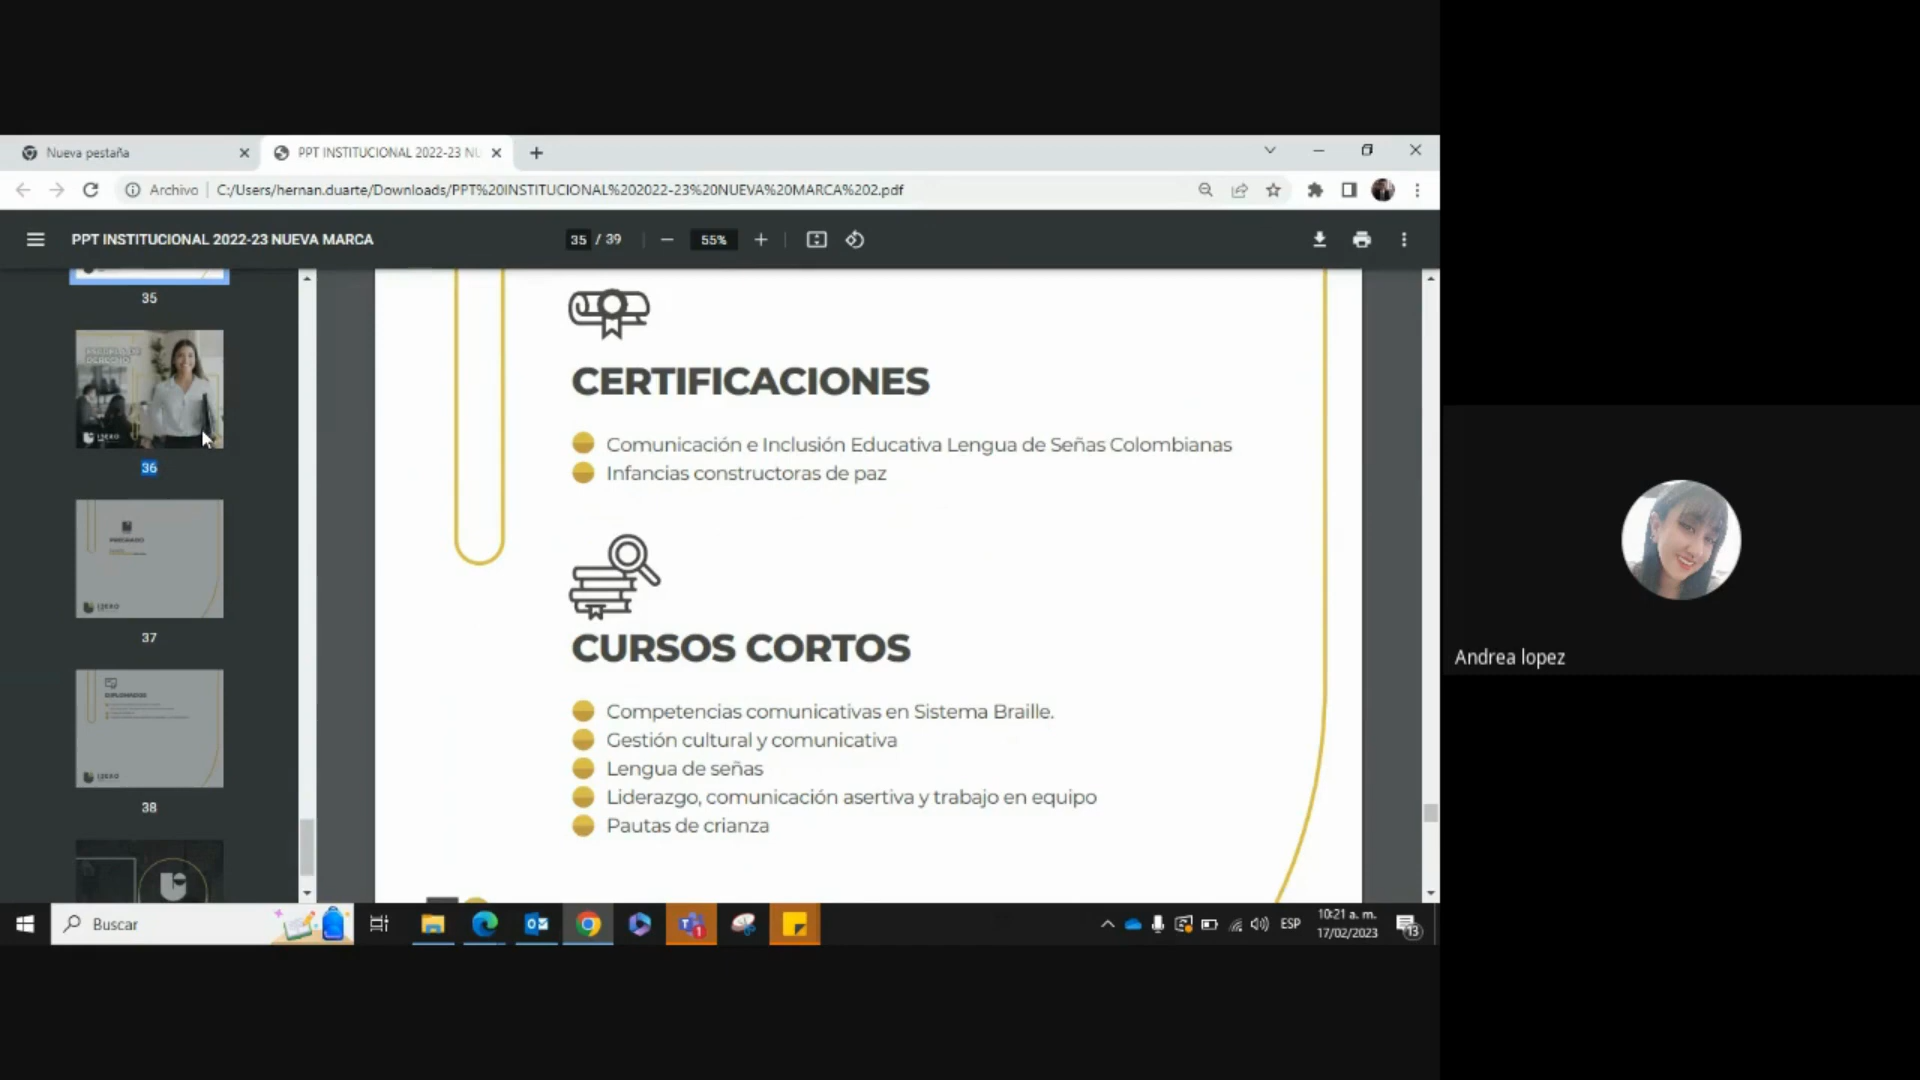 Nueva pestaña
PPT INSTITUCIONAL 2022-23 NU
Archivo
C:/Users/hernan.duarte/Downloads/PPT%20INSTITUCIONAL%202022-23%20NUEVA%20MARCA%202.pdf
PPT INSTITUCIONAL 2022-23 NUEVA MARCA
35 / 39
55%
35
36
37
38
CERTIFICACIONES
Comunicación e Inclusión Educativa Lengua de Señas Colombianas
Infancias constructoras de paz
CURSOS CORTOS
Competencias comunicativas en Sistema Braille.
Gestión cultural y comunicativa
Lengua de señas
Liderazgo, comunicación asertiva y trabajo en equipo
Pautas de crianza
Andrea lopez
Buscar
ESP
10:21 a. m.
17/02/2023
13